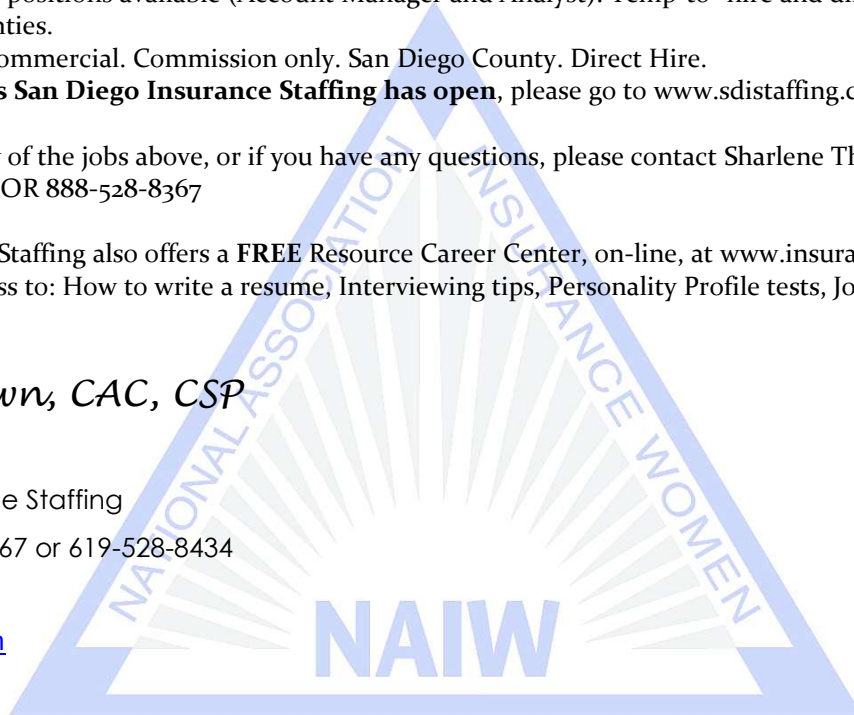 positions available (Account Manager and Analyst). Temp-to- hire and di
nties.
ommercial. Commission only. San Diego County. Direct Hire.
s San Diego Insurance Staffing has open, please go to www.sdistaffing.c
of the jobs above, or if you have any questions, please contact Sharlene Th
OR 888-528-8367
Staffing also offers a FREE Resource Career Center, on-line, at www.insura
ss to: How to write a resume, Interviewing tips, Personality Profile tests, Jo
wn, CAC, CSP
e Staffing
67 or 619-528-8434
NATIONAL ASSOCIATION
INSURANCE WOMEN
NAIW